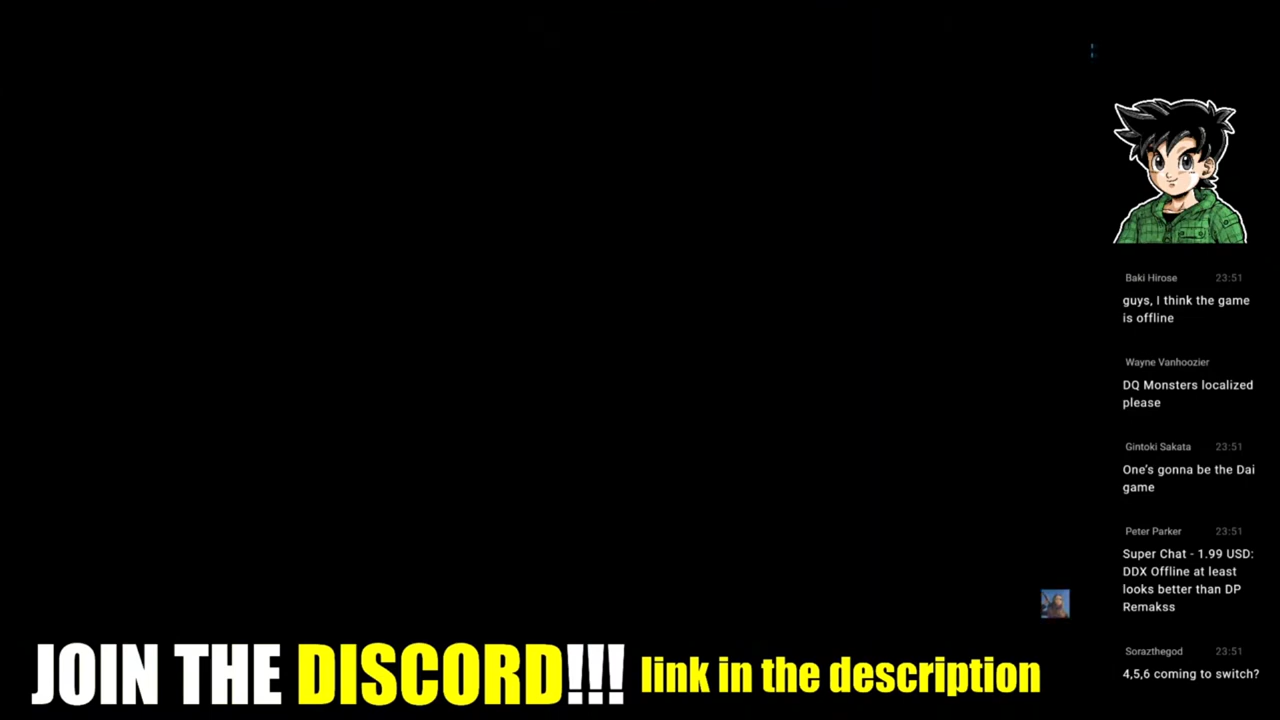 Baki Hirose 23:51
guys, I think the game
is offline
Wayne Vanhoozier
DQ Monsters localized
please
Gintoki Sakata 23:51
One's gonna be the Dai
game
Peter Parker 23:51
Super Chat - 1.99 USD:
DDX Offline at least
looks better than DP
Remakss
Sorazthegod 23:51
4,5,6 coming to switch?
JOIN THE DISCORD!!! link in the description